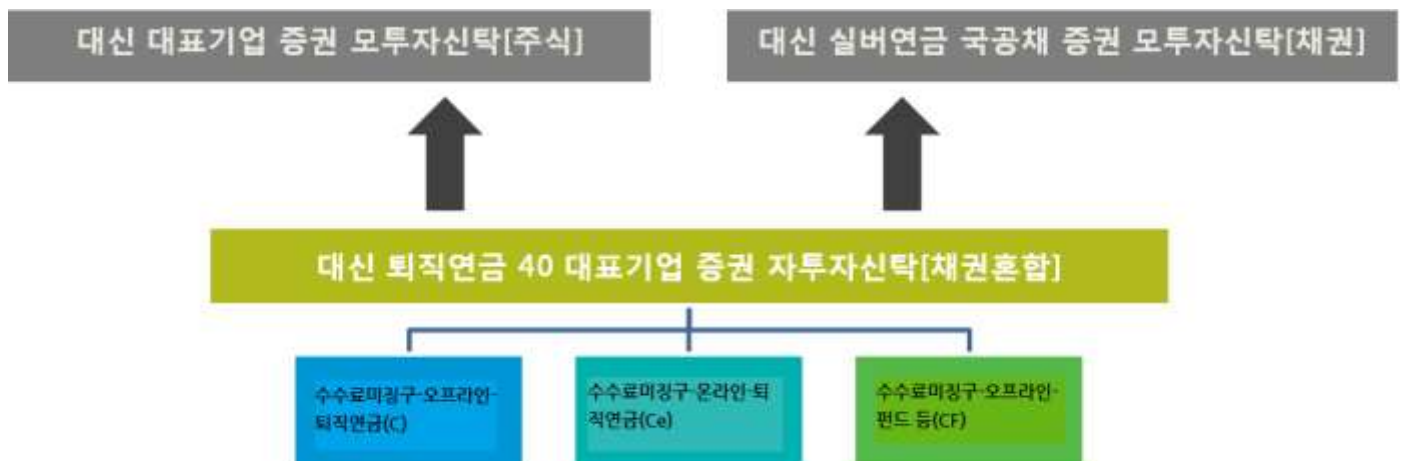 대신 대표기업 증권 모투자신탁[주식]
대신 실버연금 국공채 증권 모투자신탁[채권]
대신 퇴직연금 40 대표기업 증권 자투자신탁[채권혼합]
수수료미징구-오프라인-
퇴직연금(C)
수수료미징구-온라인-퇴
직연금(Ce)
수수료미징구-오프라인-
펀드 등(CF)